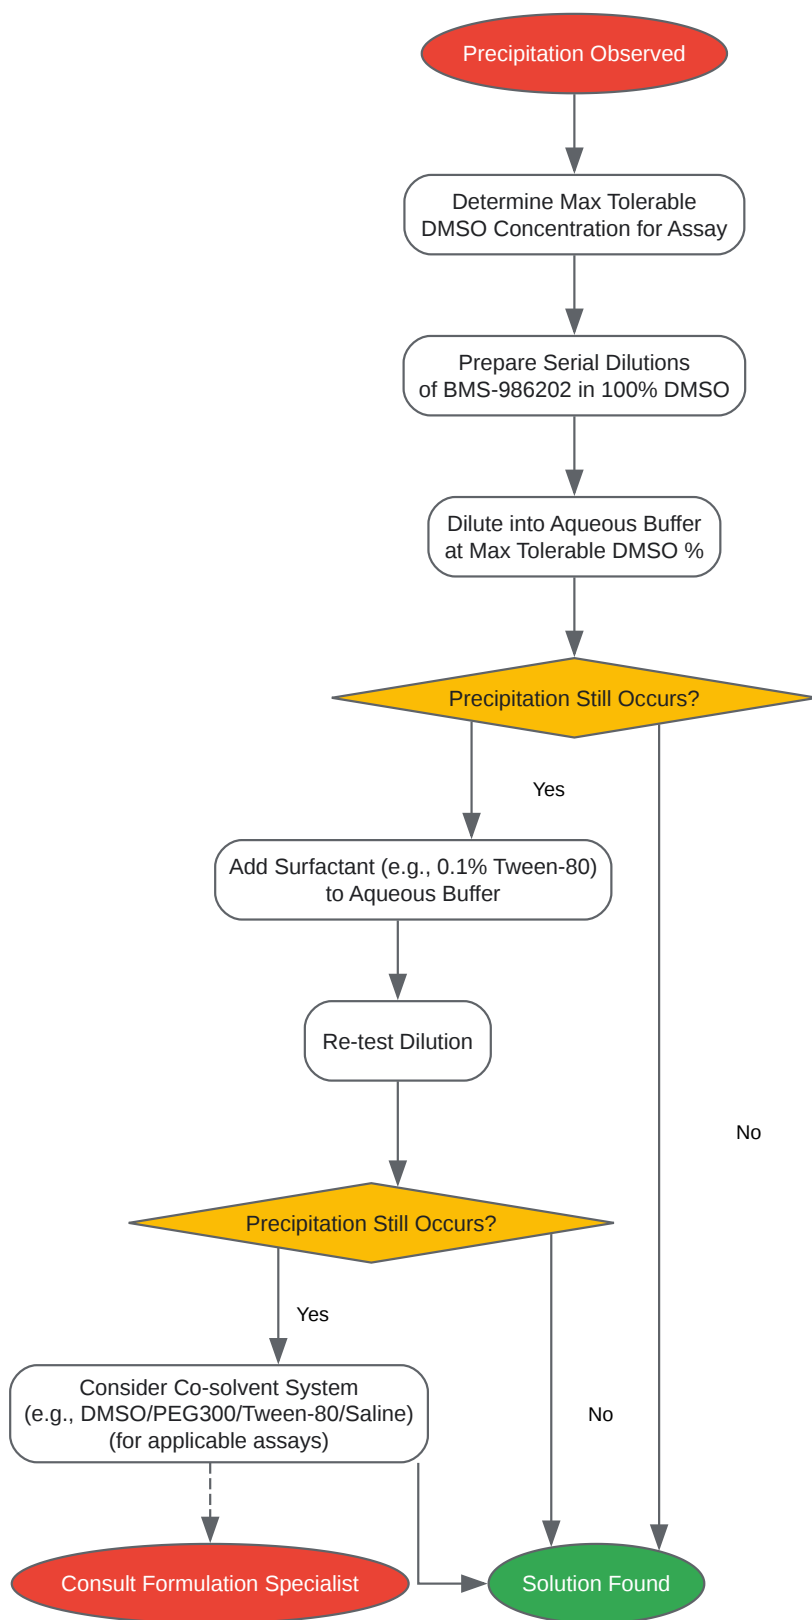 Precipitation Observed
Determine Max Tolerable
DMSO Concentration for Assay
Prepare Serial Dilutions
of BMS-986202 in 100% DMSO
Dilute into Aqueous Buffer
at Max Tolerable DMSO %
Precipitation Still Occurs?
Yes
Add Surfactant (e.g., 0.1% Tween-80)
to Aqueous Buffer
Re-test Dilution
No
Precipitation Still Occurs?
Yes
Consider Co-solvent System
(e.g., DMSO/PEG300/Tween-80/Saline)
(for applicable assays)
No
Consult Formulation Specialist
Solution Found